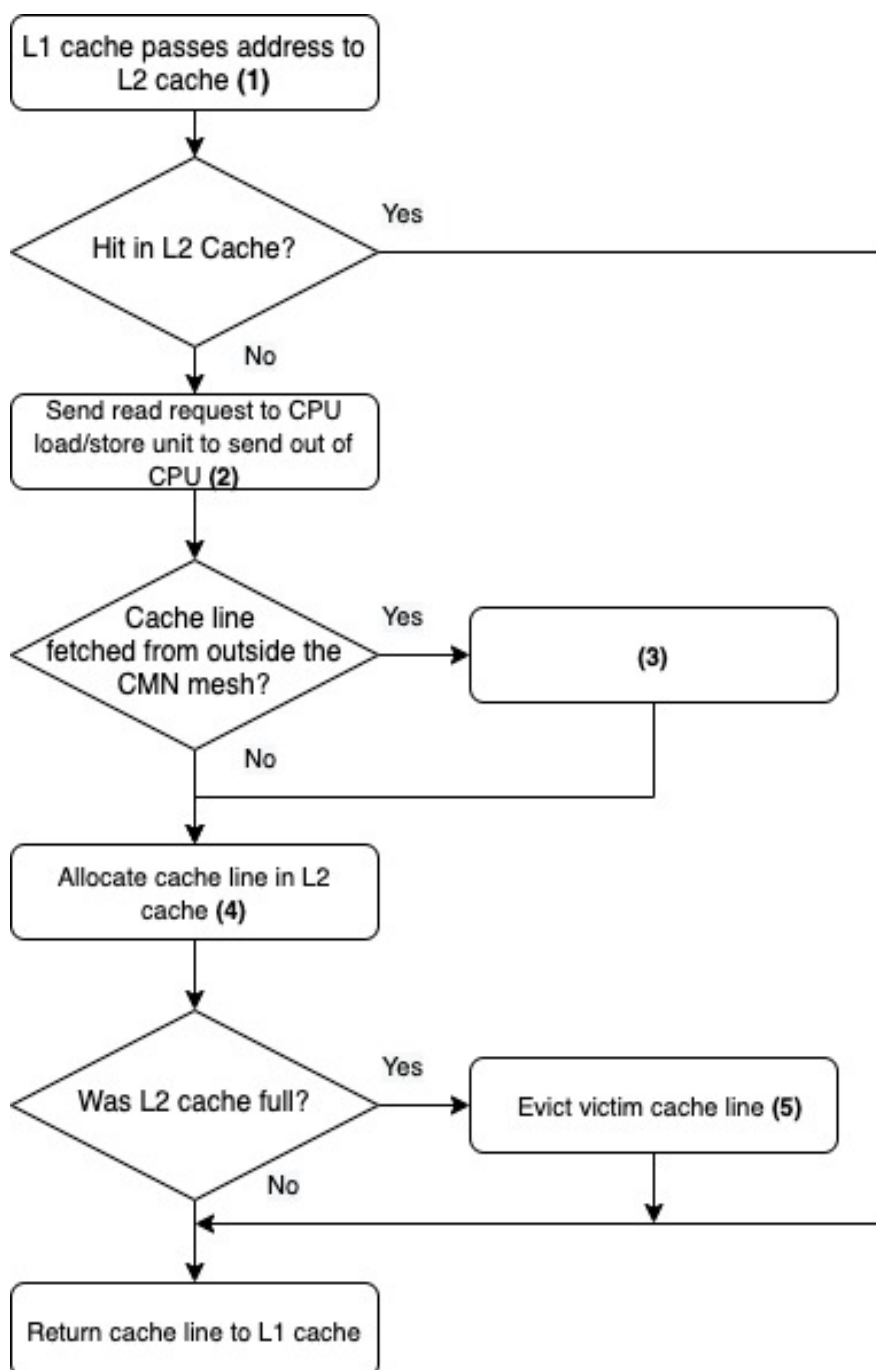 L1 cache passes address to
L2 cache (1)
Yes
Hit in L2 Cache?
No
Send read request to CPU
load/store unit to send out of
CPU (2)
Yes
Cache line
fetched from outside the
CMN mesh?
(3)
No
Allocate cache line in L2
cache (4)
Yes
Was L2 cache full?
Evict victim cache line (5)
No
Return cache line to L1 cache